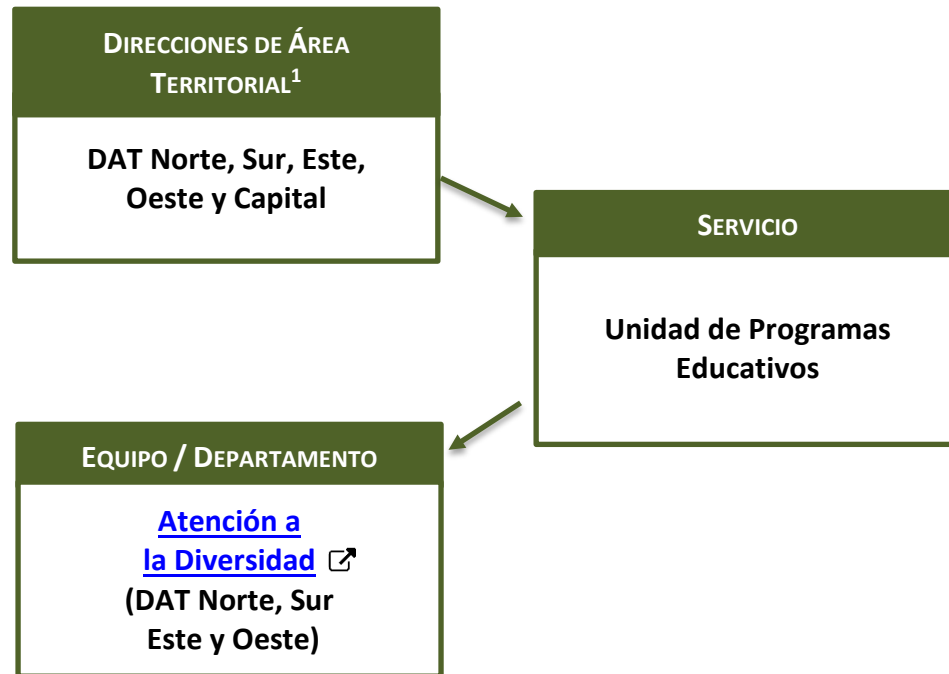 DIRECCIONES DE ÁREA
TERRITORIAL¹
DAT Norte, Sur, Este,
Oeste y Capital
SERVICIO
Unidad de Programas
Educativos
EQUIPO / DEPARTAMENTO
Atención a
la Diversidad
(DAT Norte, Sur
Este y Oeste)